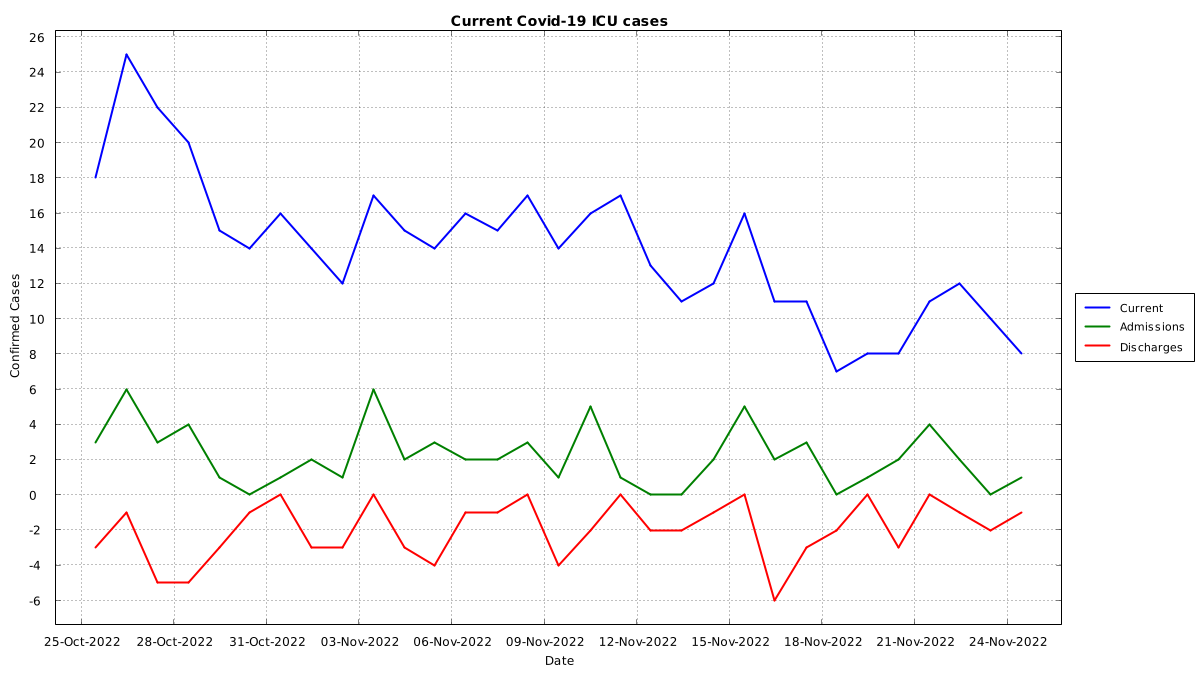 Current Covid-19 ICU cases
Confirmed Cases
26
24
22
20
18
16
14
12
10
8
6
4
2
0
-2
-4
-6
25-Oct-2022 28-Oct-2022 31-Oct-2022 03-Nov-2022 06-Nov-2022 09-Nov-2022 12-Nov-2022 15-Nov-2022 18-Nov-2022 21-Nov-2022 24-Nov-2022
Date
Current
Admissions
Discharges